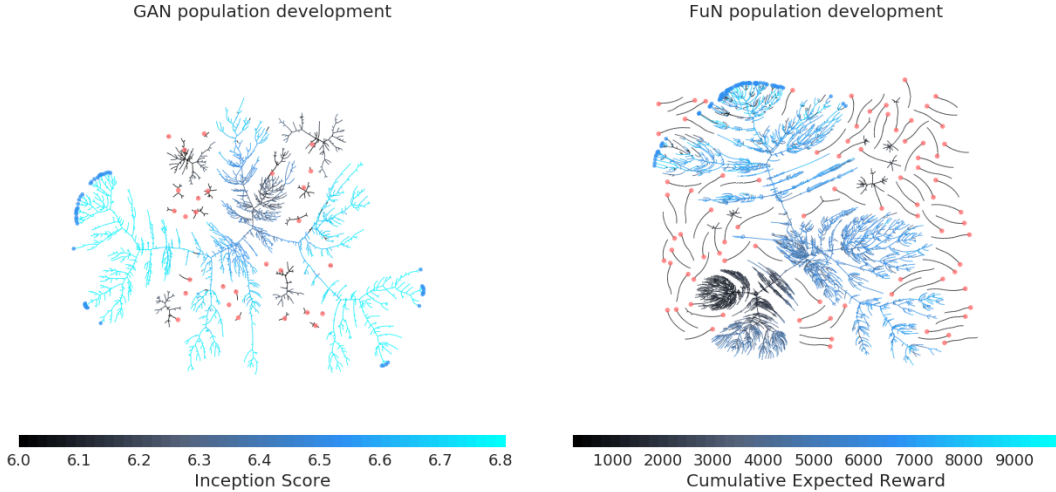 GAN population development
FuN population development
6.0 6.1 6.2 6.3 6.4 6.5 6.6 6.7 6.8
Inception Score
1000 2000 3000 4000 5000 6000 7000 8000 9000
Cumulative Expected Reward